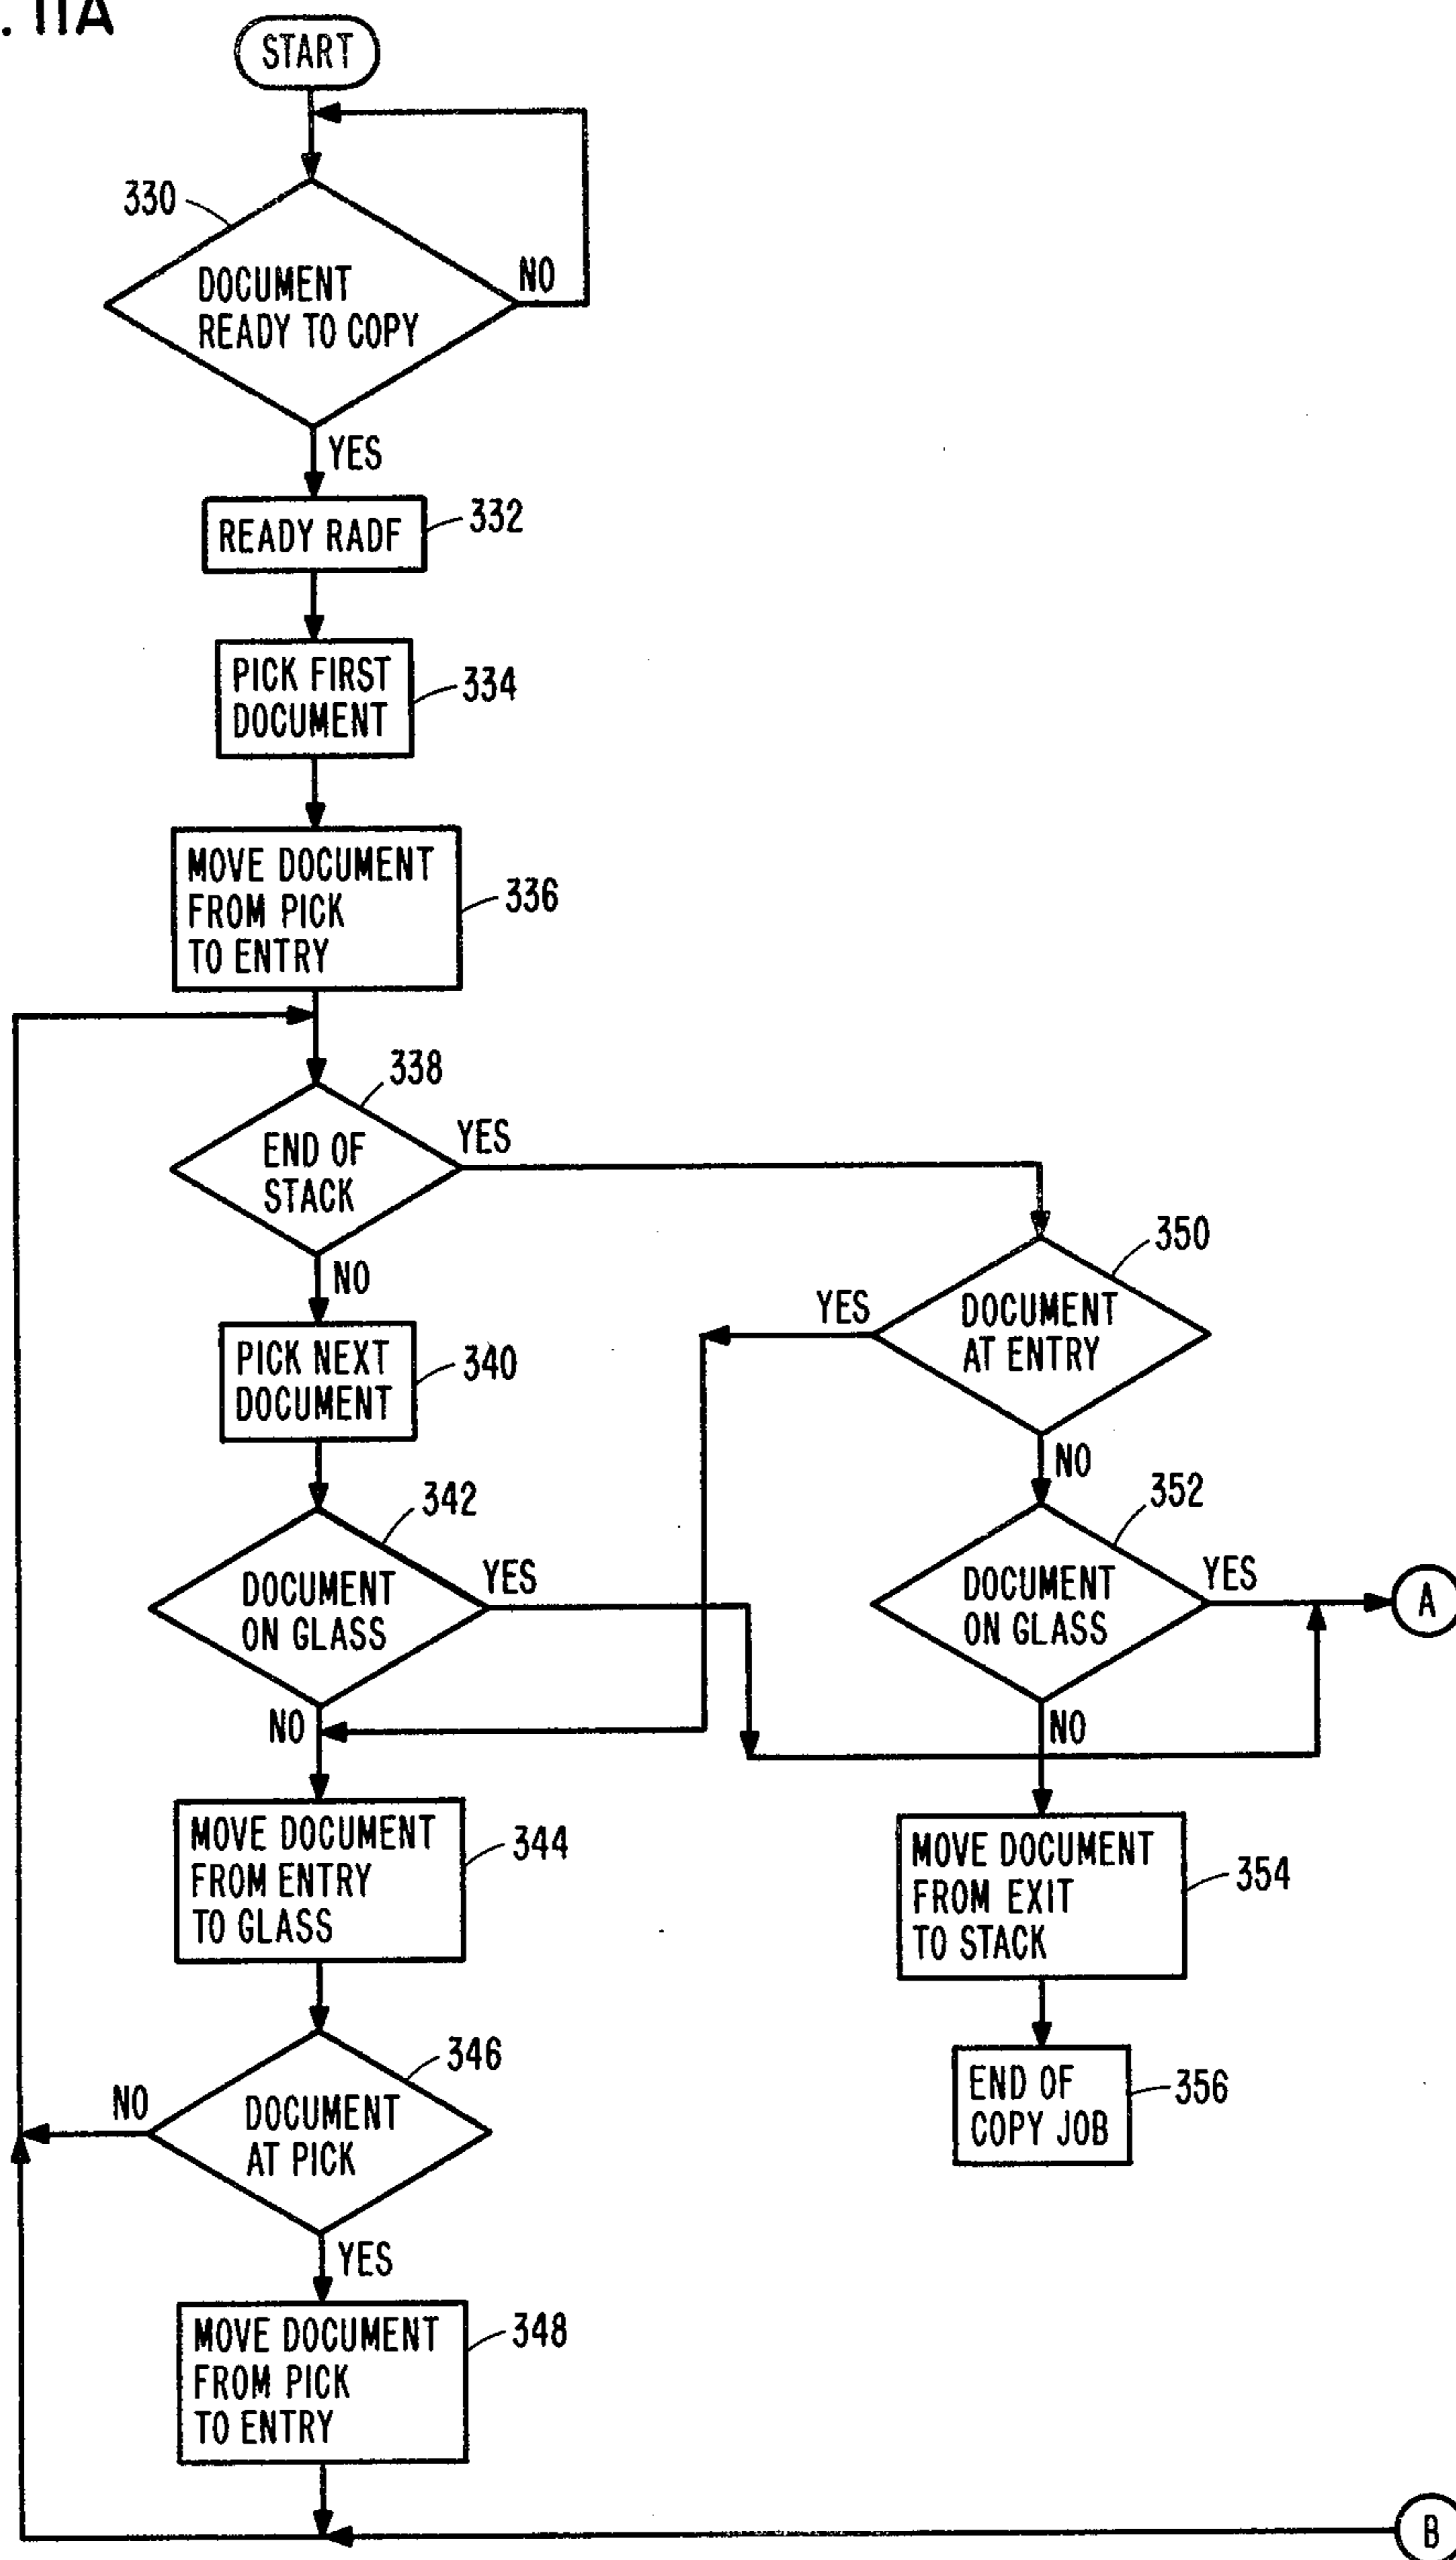 . 11A
START
330
DOCUMENT
READY TO COPY
NO
YES
READY RADF
332
PICK FIRST
DOCUMENT
334
MOVE DOCUMENT
FROM PICK
TO ENTRY
336
338
END OF
STACK
YES
NO
PICK NEXT
DOCUMENT
340
342
DOCUMENT
ON GLASS
YES
NO
MOVE DOCUMENT
FROM ENTRY
TO GLASS
344
346
DOCUMENT
AT PICK
NO
YES
MOVE DOCUMENT
FROM PICK
TO ENTRY
348
350
DOCUMENT
AT ENTRY
YES
NO
352
DOCUMENT
ON GLASS
YES
A
NO
MOVE DOCUMENT
FROM EXIT
TO STACK
354
END OF
COPY JOB
356
B